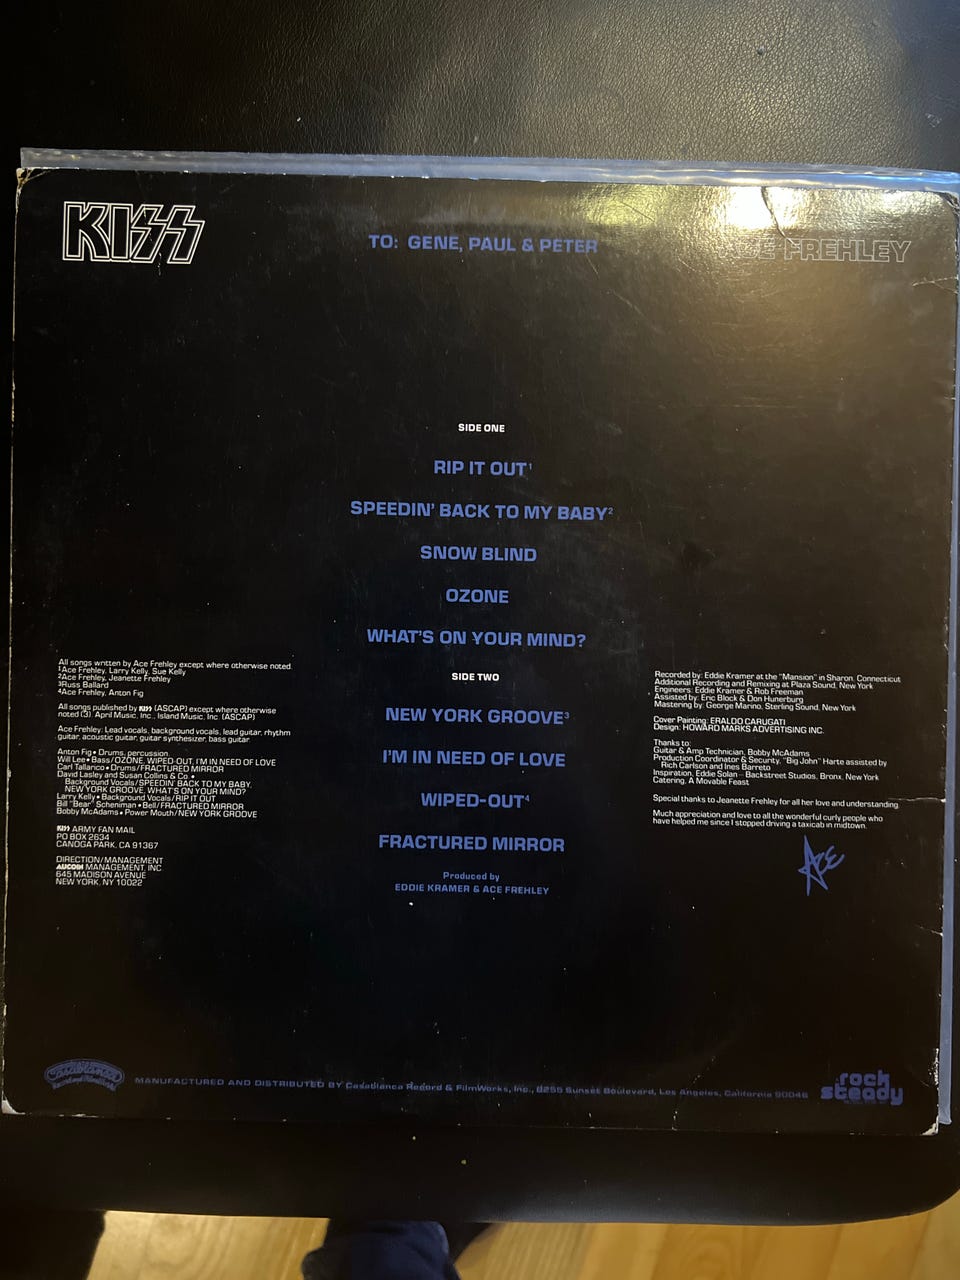 KISS
TO: GENE, PAUL & PETER
ACE FREHLEY
SIDE ONE
RIP IT OUT¹
SPEEDIN' BACK TO MY BABY²
SNOW BLIND
OZONE
WHAT'S ON YOUR MIND?
SIDE TWO
NEW YORK GROOVE³
I'M IN NEED OF LOVE
WIPED-OUT⁴
FRACTURED MIRROR
Produced by
EDDIE KRAMER & ACE FREHLEY
All songs written by Ace Frehley except where otherwise noted.
¹Ace Frehley, Larry Kelly, Sue Kelly
²Ace Frehley, Jeanette Frehley
³Russ Ballard
⁴Ace Frehley, Anton Fig
All songs published by KISS (ASCAP) except where otherwise
noted (3). April Music, Inc., Island Music, Inc. (ASCAP)
Ace Frehley: Lead vocals, background vocals, lead guitar, rhythm
guitar, acoustic guitar, guitar synthesizer, bass guitar.
Anton Fig • Drums, percussion.
Will Lee • Bass/OZONE, WIPED-OUT, I'M IN NEED OF LOVE
Carl Tallarico • Drums/FRACTURED MIRROR
David Lasley and Susan Collins & Co. •
Background Vocals/SPEEDIN' BACK TO MY BABY,
NEW YORK GROOVE, WHAT'S ON YOUR MIND?
Larry Kelly • Background Vocals/RIP IT OUT
Bill "Bear" Scheniman • Bell/FRACTURED MIRROR
Bobby McAdams • Power Mouth/NEW YORK GROOVE
KISS ARMY FAN MAIL
PO BOX 2634
CANOGA PARK, CA 91367
DIRECTION/MANAGEMENT
AUCOIN MANAGEMENT, INC.
645 MADISON AVENUE
NEW YORK, NY 10022
Recorded by: Eddie Kramer at the "Mansion" in Sharon, Connecticut
Additional Recording and Remixing at Plaza Sound, New York
Engineers: Eddie Kramer & Rob Freeman
Assisted by: Eric Block & Don Hunerburg
Mastering by: George Marino, Sterling Sound, New York
Cover Painting: ERALDO CARUGATI
Design: HOWARD MARKS ADVERTISING INC.
Thanks to:
Guitar & Amp Technician, Bobby McAdams
Production Coordinator & Security, "Big John" Harte assisted by
Rich Carlson and Ines Barreto
Inspiration, Eddie Solan—Backstreet Studios, Bronx, New York
Catering, A Movable Feast
Special thanks to Jeanette Frehley for all her love and understanding.
Much appreciation and love to all the wonderful curly people who
have helped me since I stopped driving a taxicab in midtown.
Ace
Casablanca
Record and FilmWorks
MANUFACTURED AND DISTRIBUTED BY Casablanca Record & FilmWorks, Inc., 8255 Sunset Boulevard, Los Angeles, California 90046
rock
steady